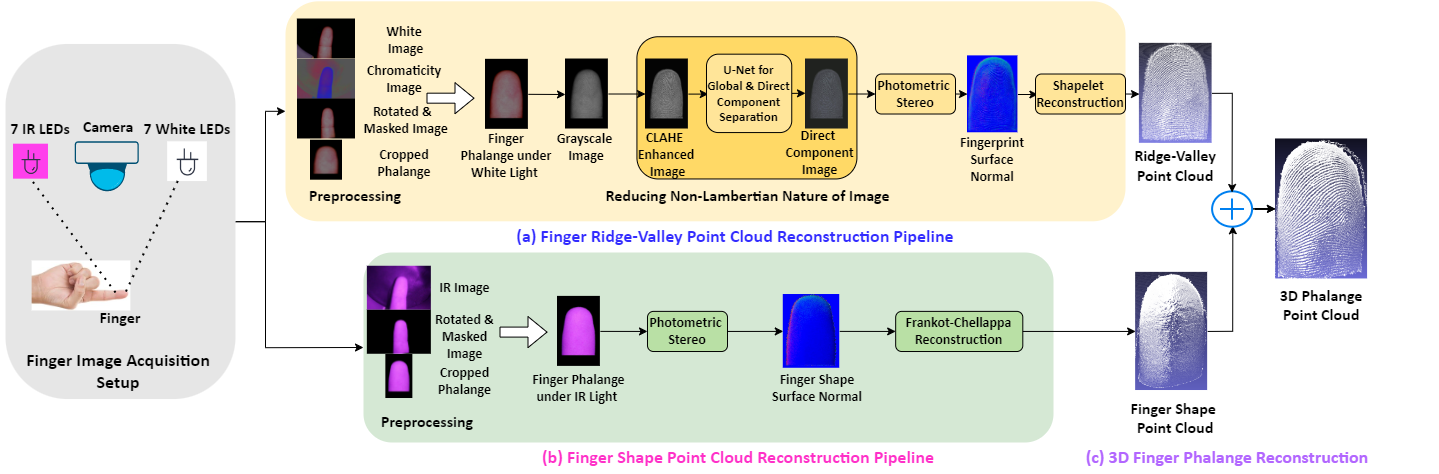 7 IR LEDs
Camera
7 White LEDs
Finger
Finger Image Acquisition
Setup
White
Image
Chromaticity
Image
Rotated &
Masked Image
Cropped
Phalange
Preprocessing
Finger
Phalange under
White Light
Grayscale
Image
CLAHE
Enhanced
Image
U-Net for
Global & Direct
Component
Separation
Direct
Component
Image
Reducing Non-Lambertian Nature of Image
Photometric
Stereo
Fingerprint
Surface
Normal
Shapelet
Reconstruction
Ridge-Valley
Point Cloud
(a) Finger Ridge-Valley Point Cloud Reconstruction Pipeline
IR Image
Rotated &
Masked
Image
Cropped
Phalange
Preprocessing
Finger Phalange
under IR Light
Photometric
Stereo
Finger Shape
Surface Normal
Frankot-Chellappa
Reconstruction
Finger Shape
Point Cloud
(b) Finger Shape Point Cloud Reconstruction Pipeline
3D Phalange
Point Cloud
(c) 3D Finger Phalange Reconstruction